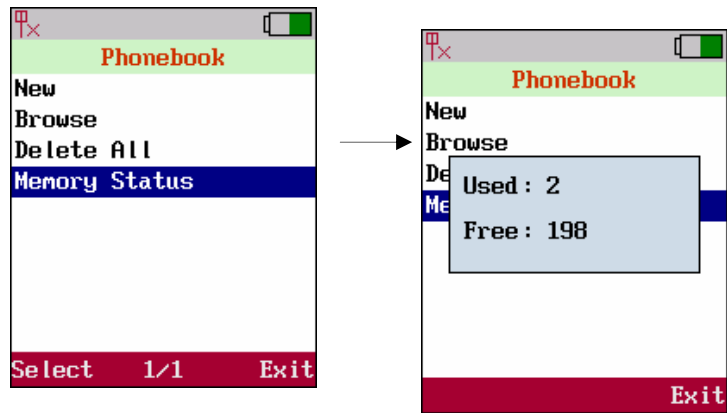 Phonebook
New
Browse
Delete All
Memory Status
Select 1/1 Exit
Phonebook
New
Browse
De
Me
Used : 2
Free : 198
Exit